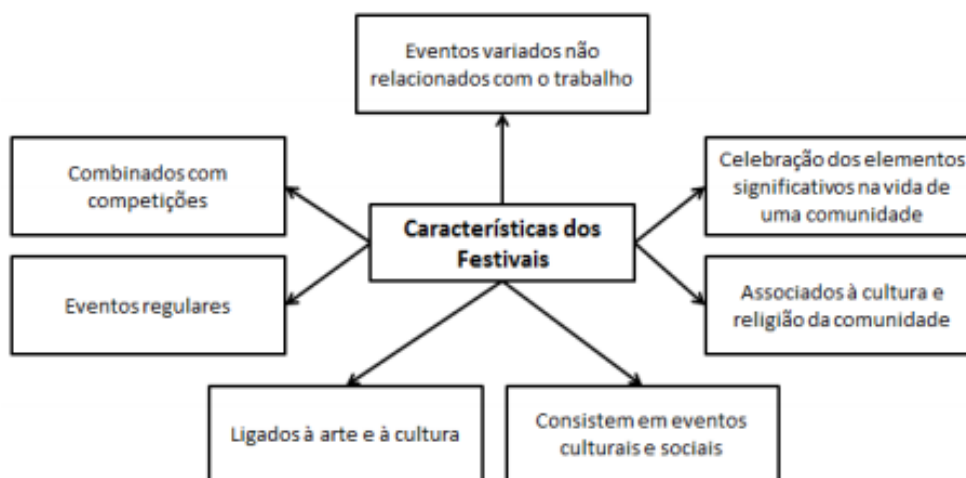 Eventos variados não
relacionados com o trabalho
Combinados com
competições
Celebração dos elementos
significativos na vida de
uma comunidade
Características dos
Festivais
Eventos regulares
Associados à cultura e
religião da comunidade
Ligados à arte e à cultura
Consistem em eventos
culturais e sociais